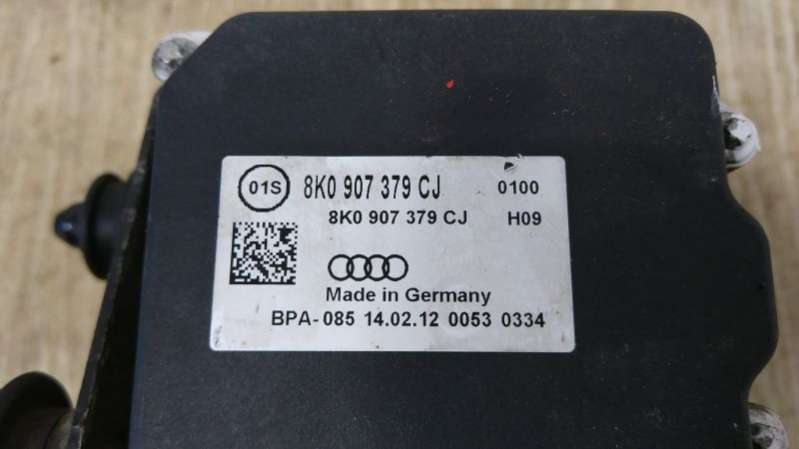 01S 8K0 907 379 CJ 0100
8K0 907 379 CJ H09
Made in Germany
BPA-085 14.02.12 0053 0334